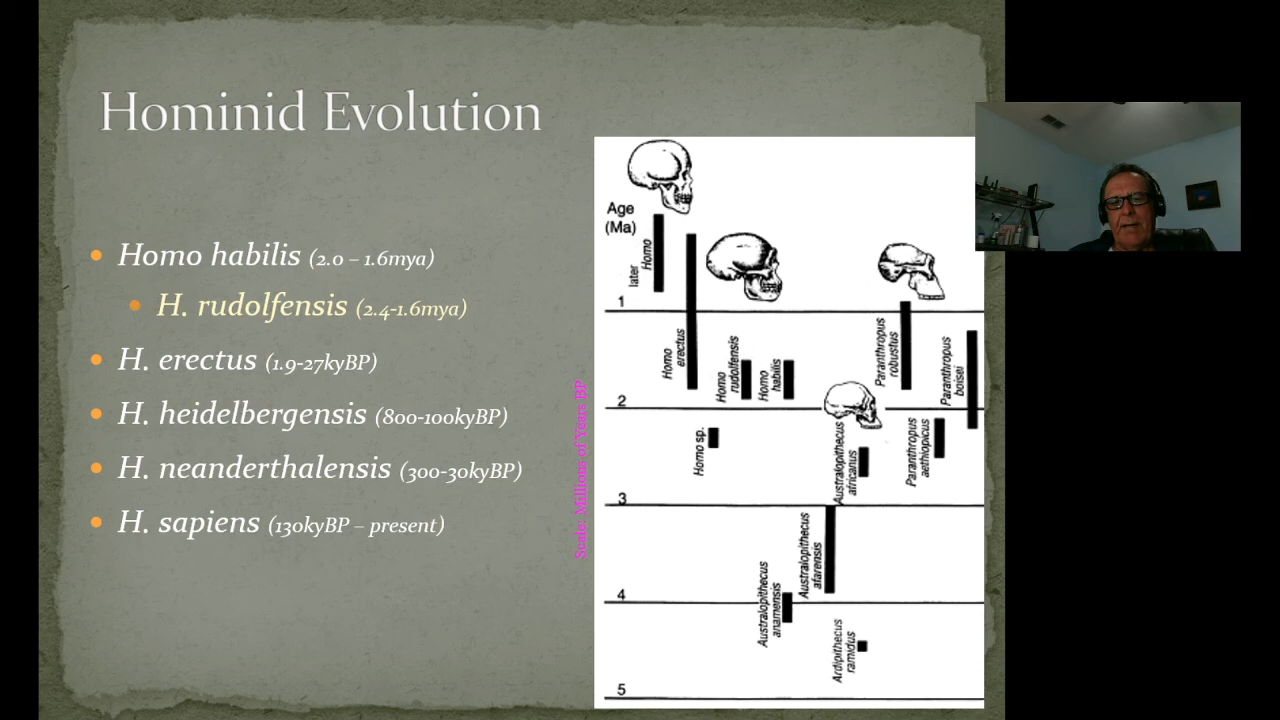 Hominid Evolution
Homo habilis (2.0 – 1.6mya)
H. rudolfensis (2.4-1.6mya)
H. erectus (1.9-27kyBP)
H. heidelbergensis (800-100kyBP)
H. neanderthalensis (300-30kyBP)
H. sapiens (130kyBP – present)
Scale: Millions of Years BP
Age
(Ma)
later
Homo
1
Homo
erectus
Homo
rudolfensis
Homo
habilis
Paranthropus
robustus
Paranthropus
boisei
2
Homo sp.
Australopithecus
africanus
Paranthropus
aethiopicus
3
Australopithecus
afarensis
4
Australopithecus
anamensis
Ardipithecus
ramidus
5